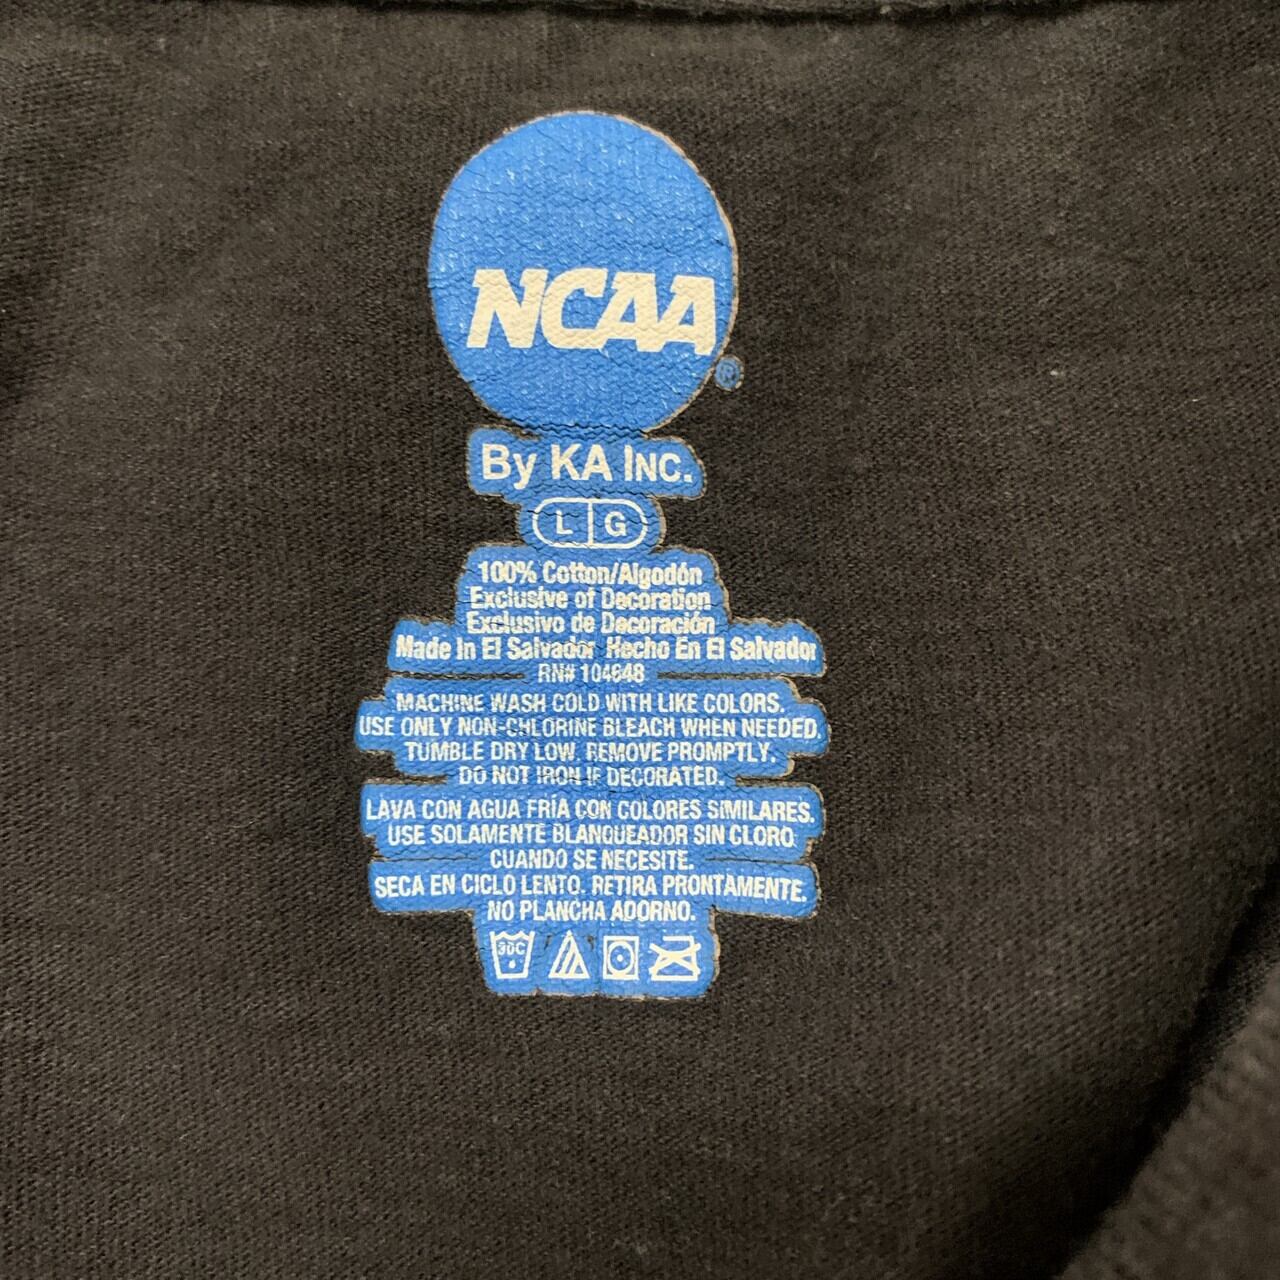 NCAA
®
By KA INC.
L G
100% Cotton/Algodón
Exclusive of Decoration
Exclusivo de Decoración
Made In El Salvador Hecho En El Salvador
RN# 104648
MACHINE WASH COLD WITH LIKE COLORS.
USE ONLY NON-CHLORINE BLEACH WHEN NEEDED.
TUMBLE DRY LOW. REMOVE PROMPTLY.
DO NOT IRON IF DECORATED.
LAVA CON AGUA FRÍA CON COLORES SIMILARES.
USE SOLAMENTE BLANQUEADOR SIN CLORO
CUANDO SE NECESITE.
SECA EN CICLO LENTO. RETIRA PRONTAMENTE.
NO PLANCHA ADORNO.
30C